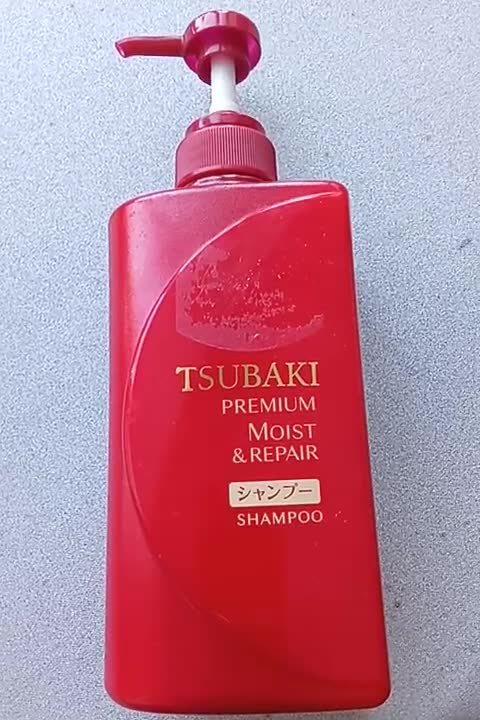 TSUBAKI
PREMIUM
MOIST
& REPAIR
シャンプー
SHAMPOO